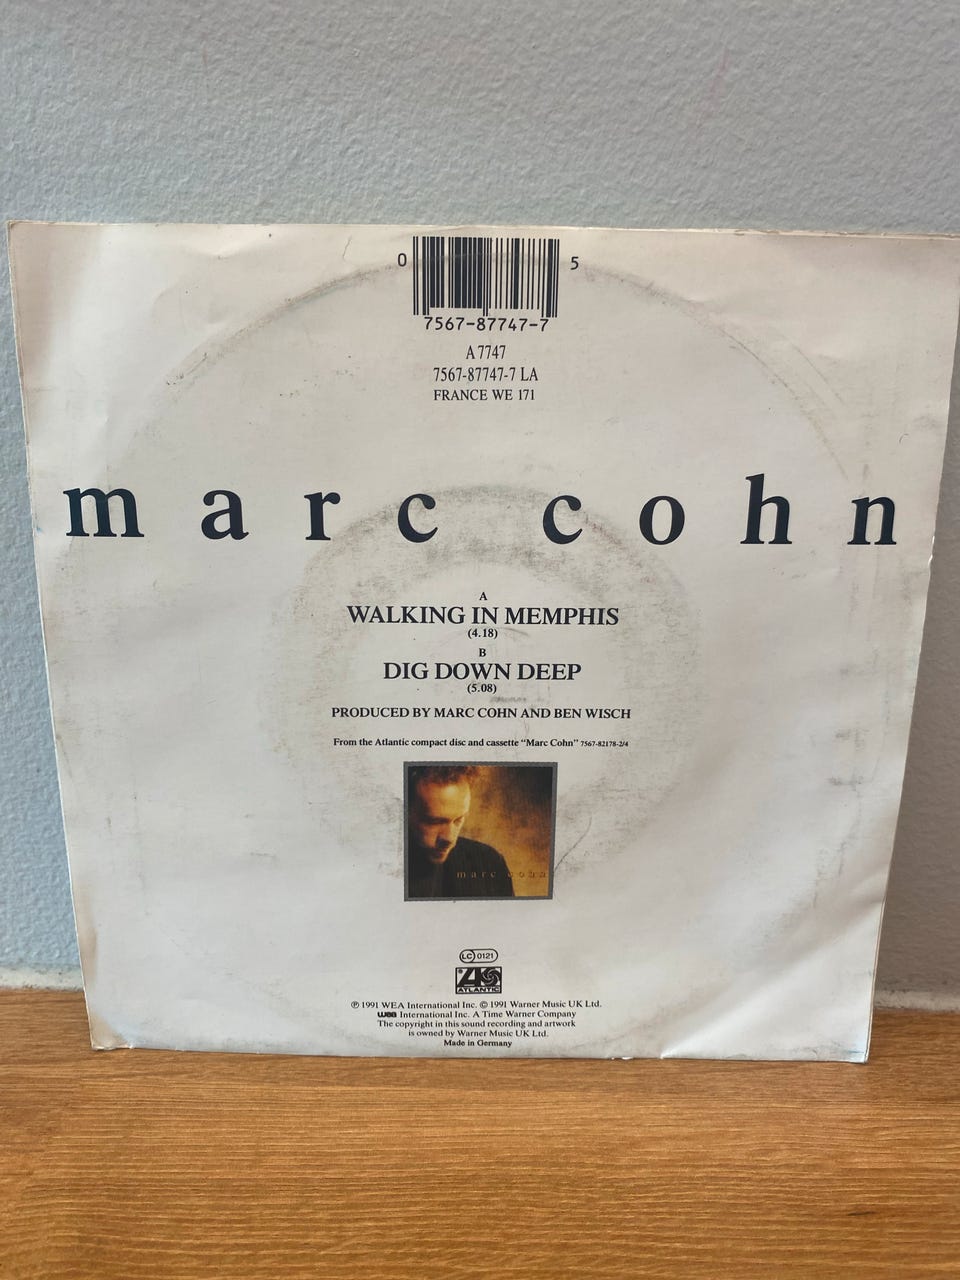 0 5
7567-87747-7
A 7747
7567-87747-7 LA
FRANCE WE 171
marc cohn
A
WALKING IN MEMPHIS
(4.18)
B
DIG DOWN DEEP
(5.08)
PRODUCED BY MARC COHN AND BEN WISCH
From the Atlantic compact disc and cassette “Marc Cohn” 7567-82178-2/4
marc cohn
LC 0121
ATLANTIC
℗ 1991 WEA International Inc. © 1991 Warner Music UK Ltd.
wea International Inc. A Time Warner Company
The copyright in this sound recording and artwork
is owned by Warner Music UK Ltd.
Made in Germany